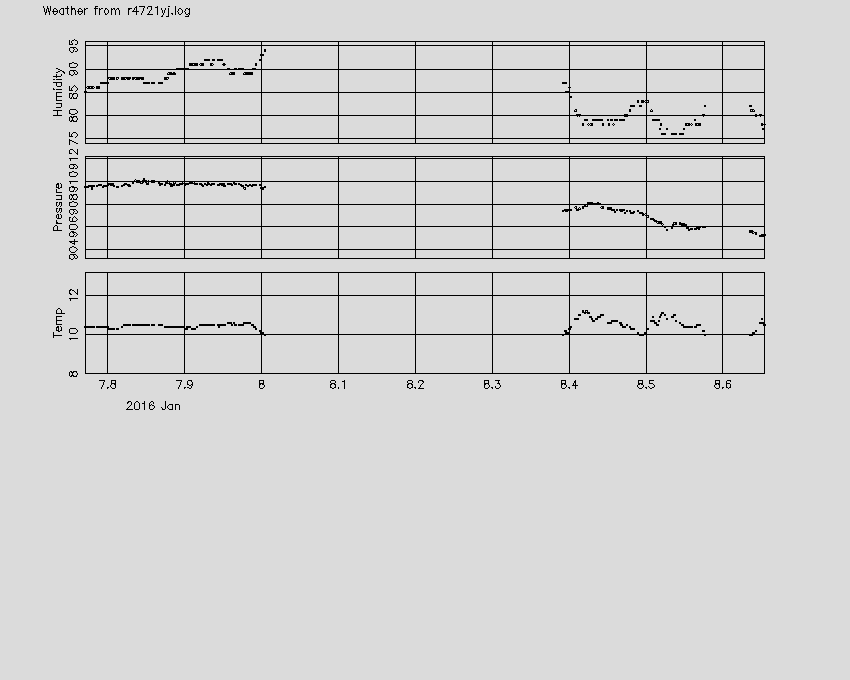 Weather from r4721yj.log
Humidity
75 80 85 90 95
Pressure
904 906 908 910 912
Temp
8 10 12
7.8 7.9 8 8.1 8.2 8.3 8.4 8.5 8.6
2016 Jan